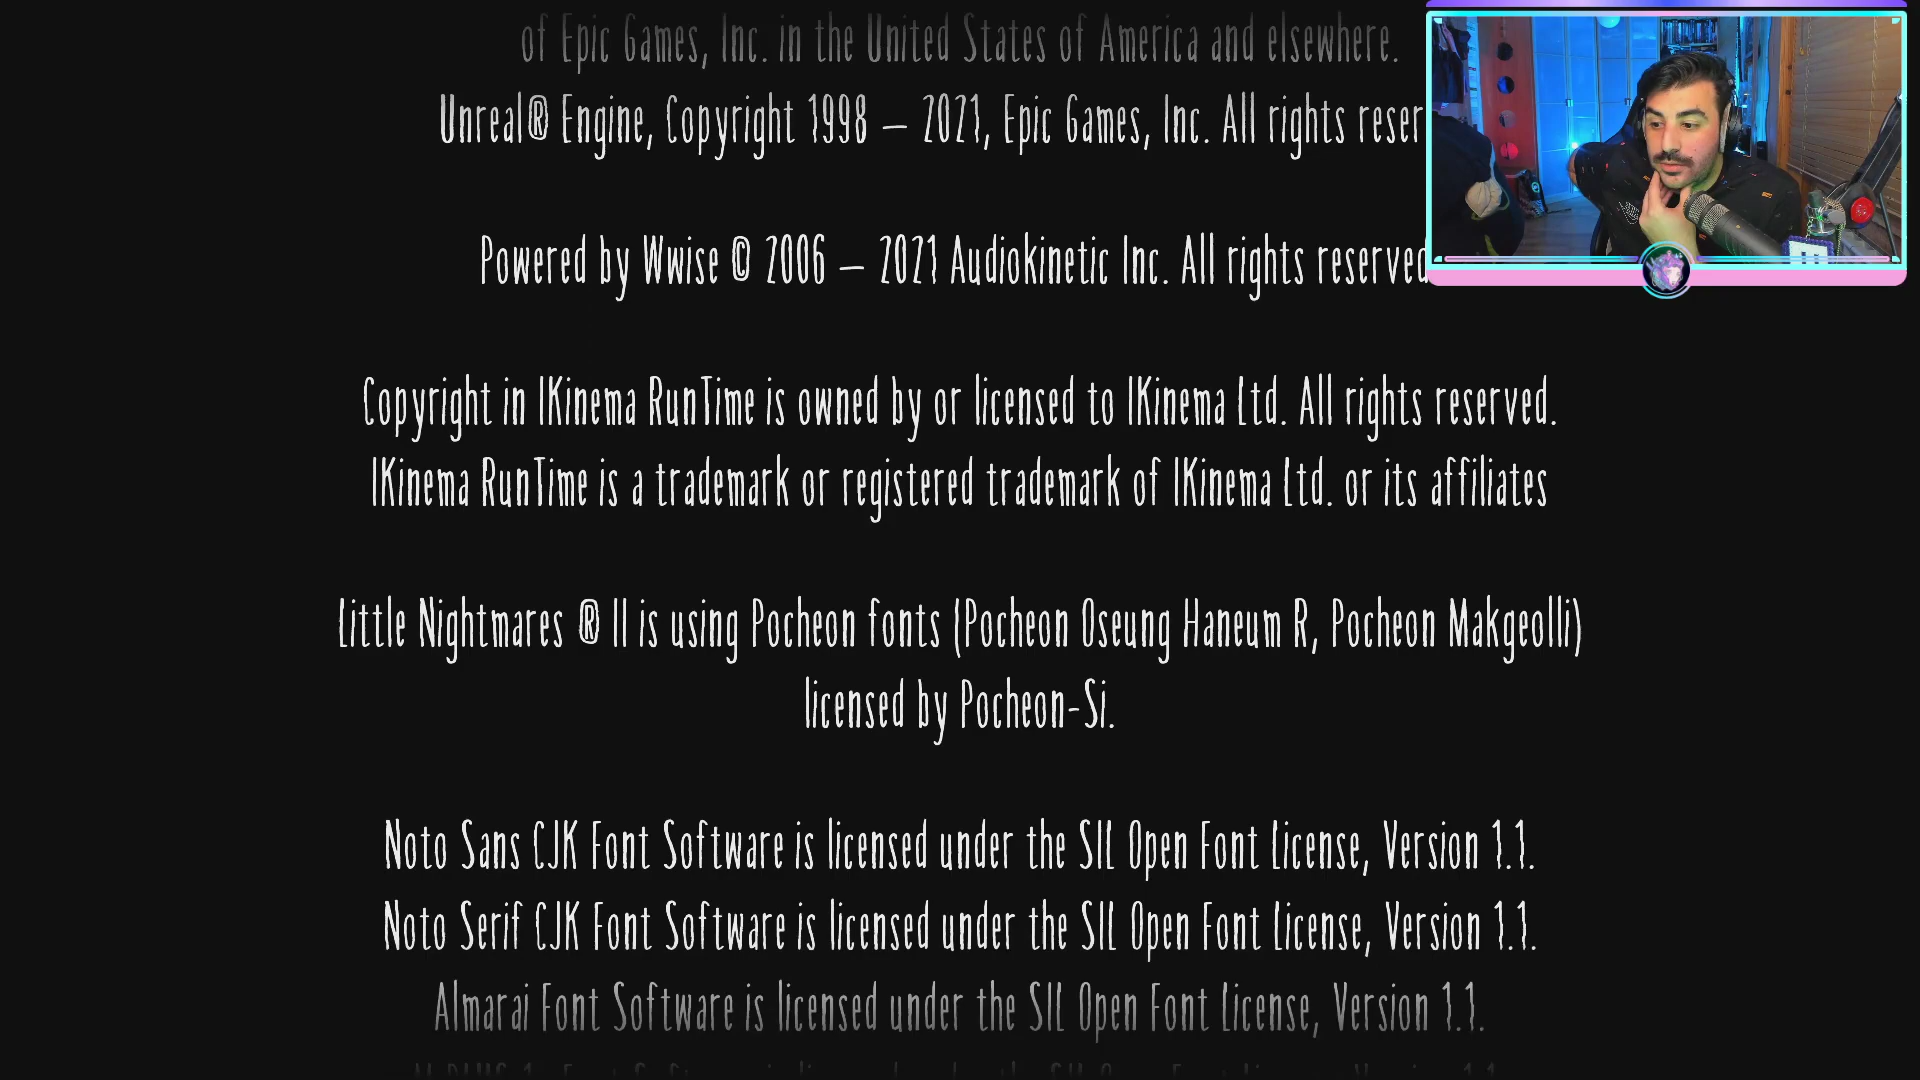 of Epic Games, Inc. in the United States of America and elsewhere.
Unreal® Engine, Copyright 1998 – 2021, Epic Games, Inc. All rights reser
Powered by Wwise © 2006 – 2021 Audiokinetic Inc. All rights reserved
Copyright in IKinema RunTime is owned by or licensed to IKinema Ltd. All rights reserved.
IKinema RunTime is a trademark or registered trademark of IKinema Ltd. or its affiliates
Little Nightmares ® II is using Pocheon fonts (Pocheon Oseung Haneum R, Pocheon Makgeolli)
licensed by Pocheon-Si.
Noto Sans CJK Font Software is licensed under the SIL Open Font License, Version 1.1.
Noto Serif CJK Font Software is licensed under the SIL Open Font License, Version 1.1.
Almarai Font Software is licensed under the SIL Open Font License, Version 1.1.